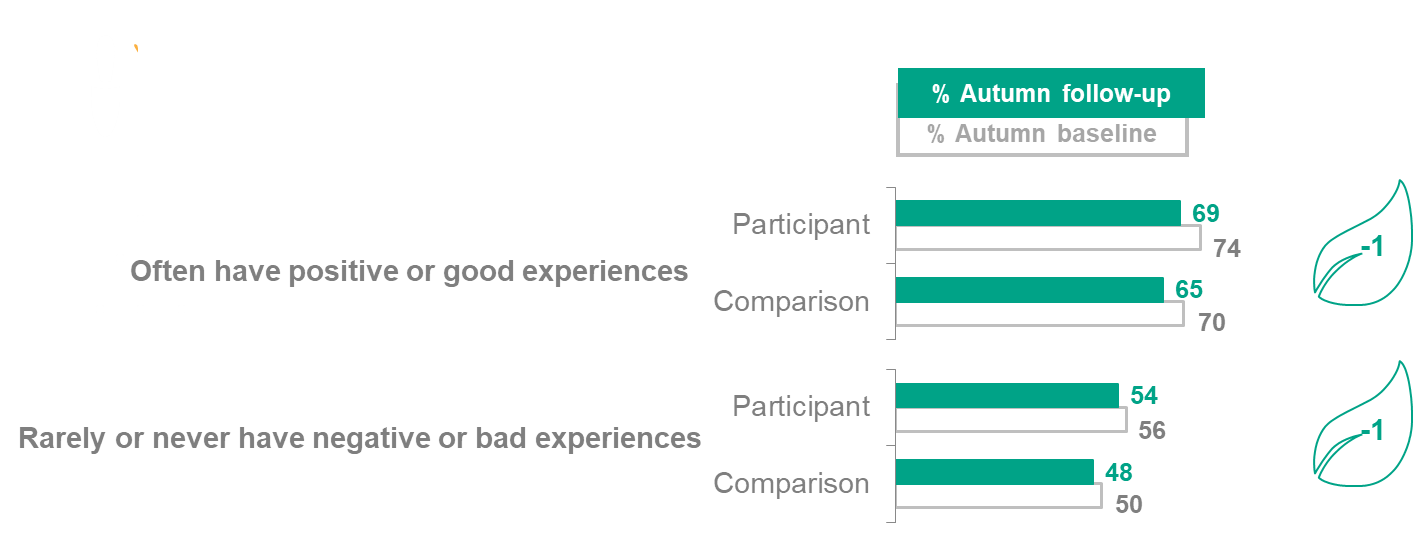 % Autumn follow-up
% Autumn baseline
Often have positive or good experiences
Participant
69
74
Comparison
65
70
-1
Rarely or never have negative or bad experiences
Participant
54
56
Comparison
48
50
-1